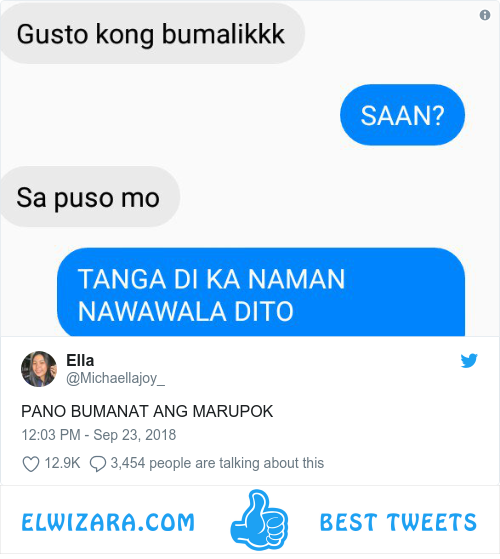 Gusto kong bumalikkk
SAAN?
Sa puso mo
TANGA DI KA NAMAN
NAWAWALA DITO
Ella
@Michaellajoy_
PANO BUMANAT ANG MARUPOK
12:03 PM - Sep 23, 2018
12.9K 3,454 people are talking about this
ELWIZARA.COM BEST TWEETS